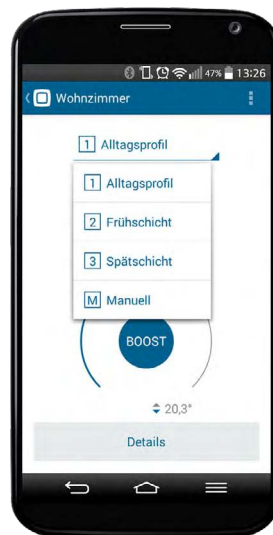 47% 13:26
Wohnzimmer
1 Alltagsprofil
1 Alltagsprofil
2 Frühschicht
3 Spätschicht
M Manuell
BOOST
20,3°
Details